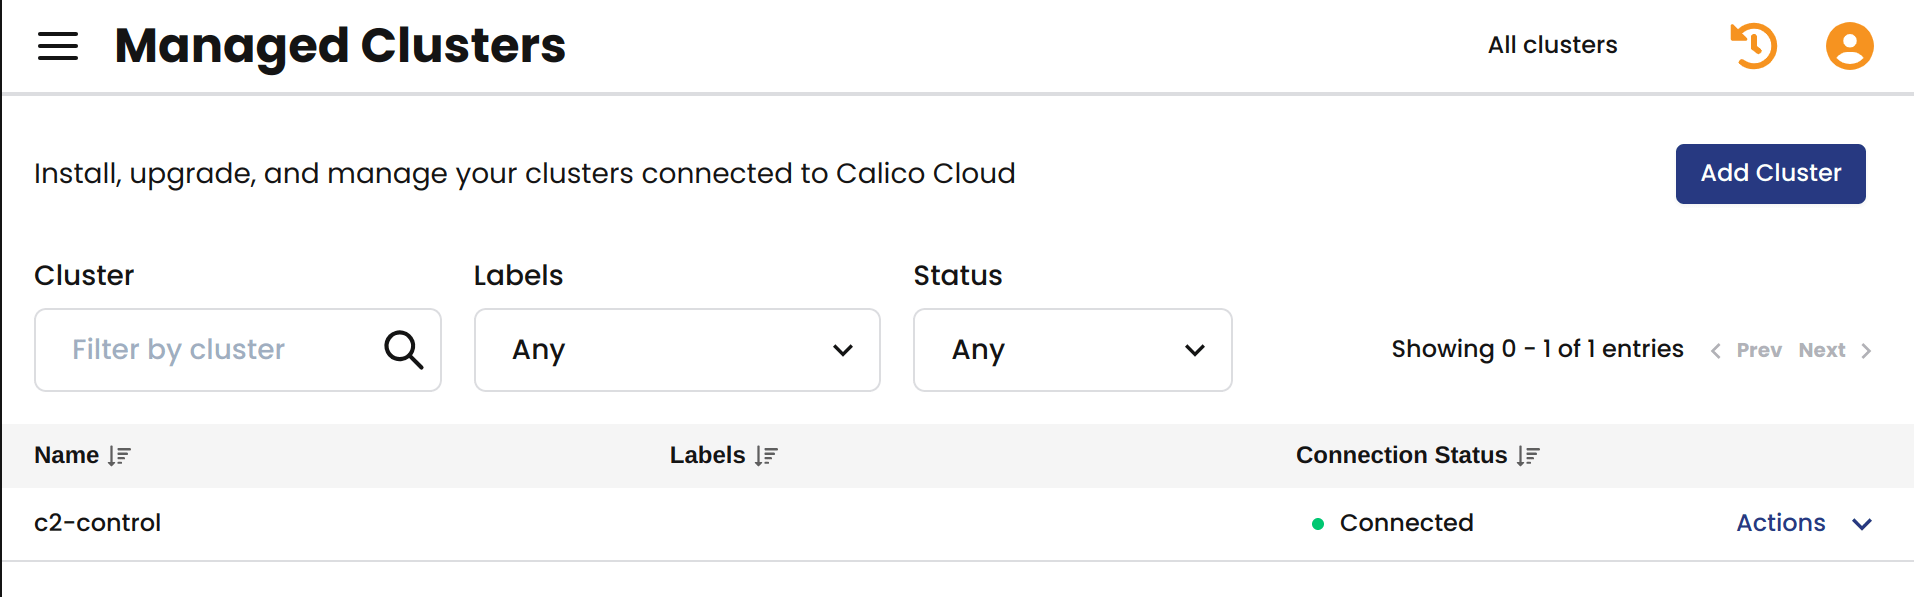 Managed Clusters
All clusters
Install, upgrade, and manage your clusters connected to Calico Cloud
Add Cluster
Cluster
Labels
Status
Filter by cluster
Any
Any
Showing 0 - 1 of 1 entries
Prev
Next
Name
Labels
Connection Status
c2-control
Connected
Actions